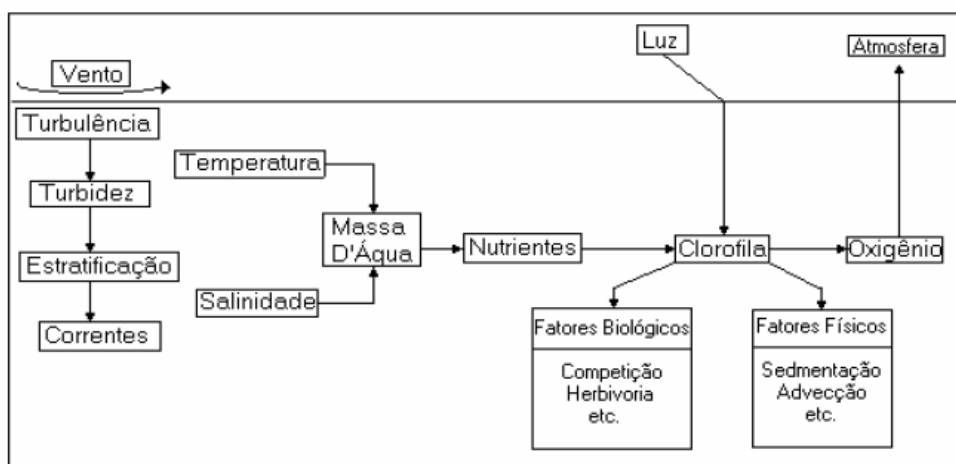 Vento
Luz
Atmosfera
Turbulência
Turbidez
Estratificação
Correntes
Temperatura
Salinidade
Massa
D'Água
Nutrientes
Clorofila
Oxigênio
Fatores Biológicos
Competição
Herbivoria
etc.
Fatores Físicos
Sedmentação
Advecção
etc.